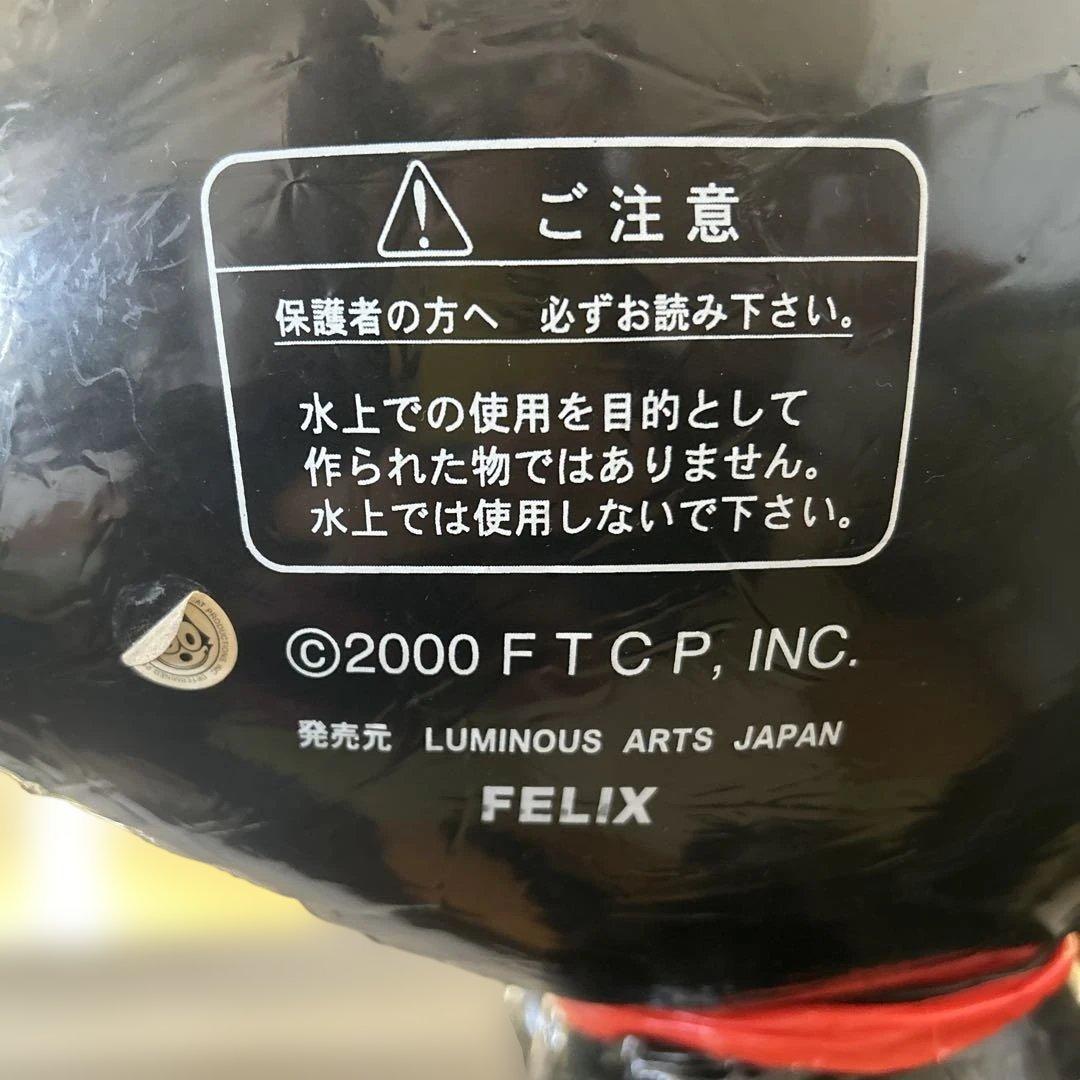 ご注意
保護者の方へ 必ずお読み下さい。
水上での使用を目的として
作られた物ではありません。
水上では使用しないで下さい。
©2000 F T C P, INC.
発売元 LUMINOUS ARTS JAPAN
FELIX
AT PRODUCTIONS INC